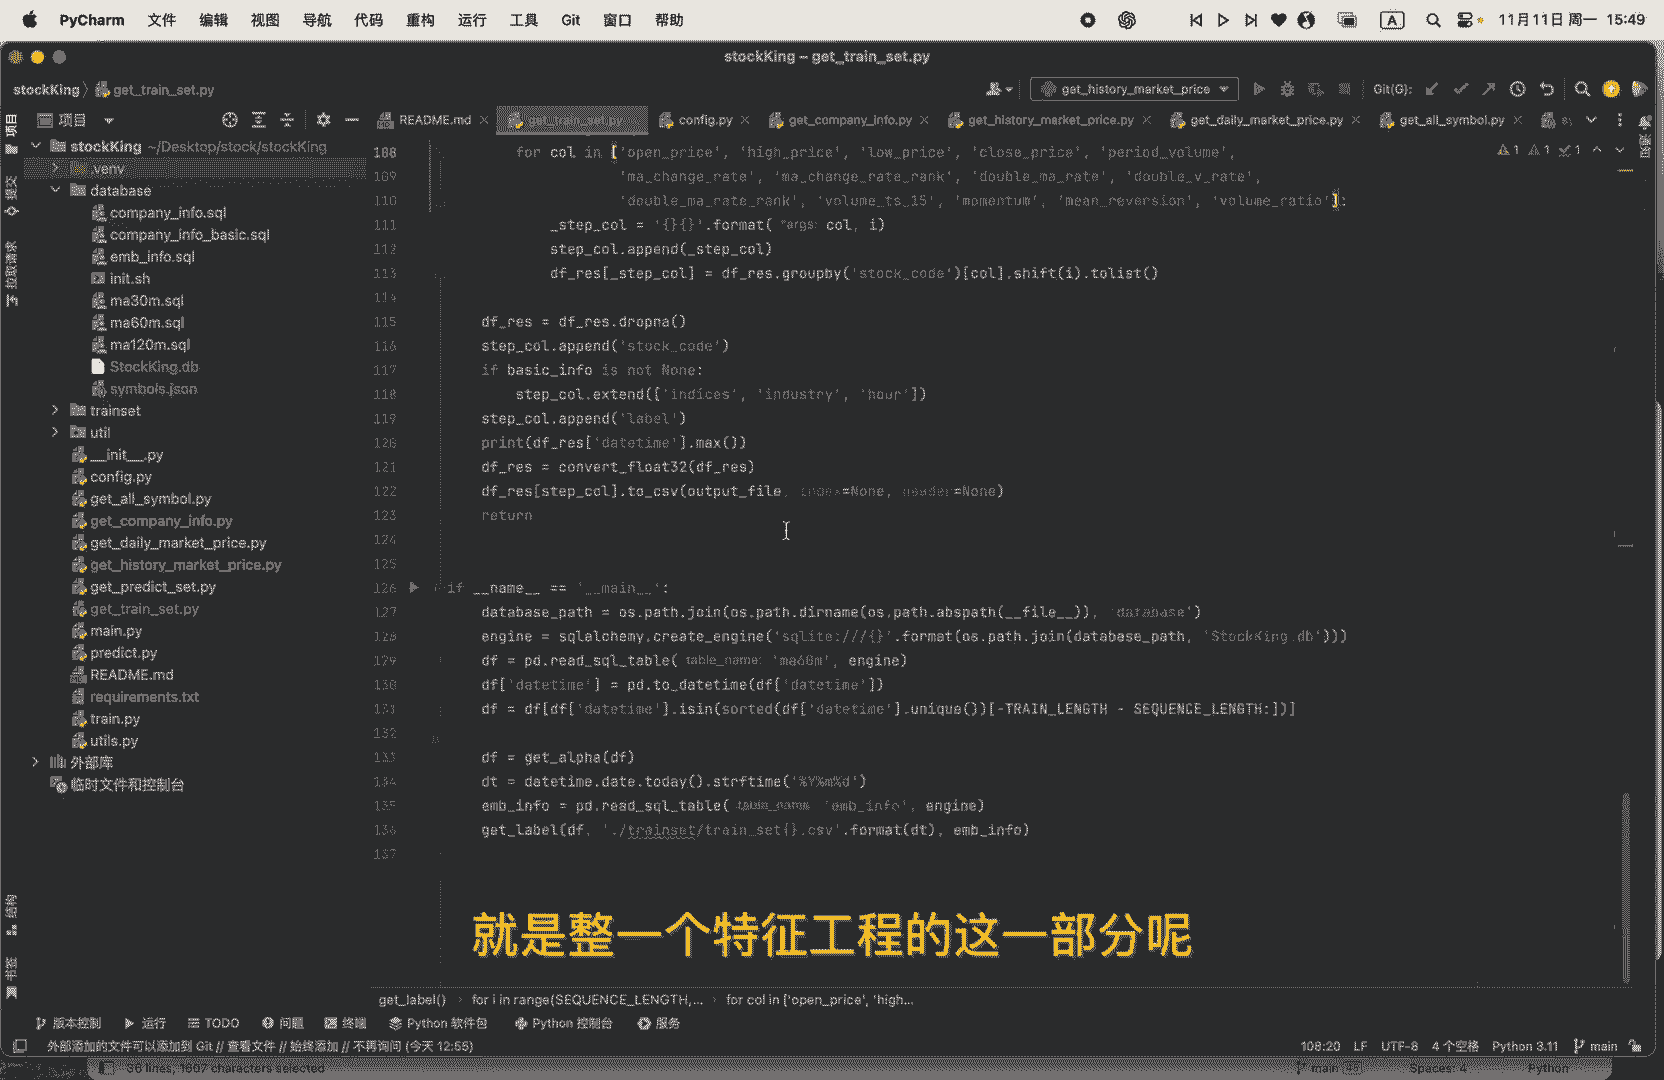 PyCharm 文件 编辑 视图 导航 代码 重构 运行 工具 Git 窗口 帮助 A 11月11日 周一 15:49
stockKing – get_train_set.py
stockKing get_train_set.py get_history_market_price Git(G):
项目 README.md get_train_set.py config.py get_company_info.py get_history_market_price.py get_daily_market_price.py get_all_symbol.py
stockKing ~/Desktop/stock/stockKing
.venv
database
company_info.sql
company_info_basic.sql
emb_info.sql
init.sh
ma30m.sql
ma60m.sql
ma120m.sql
StockKing.db
symbols.json
trainset
util
__init__.py
config.py
get_all_symbol.py
get_company_info.py
get_daily_market_price.py
get_history_market_price.py
get_predict_set.py
get_train_set.py
main.py
predict.py
README.md
requirements.txt
train.py
utils.py
外部库
临时文件和控制台
项目
提交
拉取请求
结构
书签
108 for col in ['open_price', 'high_price', 'low_price', 'close_price', 'period_volume',
109 'ma_change_rate', 'ma_change_rate_rank', 'double_ma_rate', 'double_v_rate',
110 'double_ma_rate_rank', 'volume_ts_15', 'momentum', 'mean_reversion', 'volume_ratio']:
111 _step_col = '{}{}'.format( *args: col, i)
112 step_col.append(_step_col)
113 df_res[_step_col] = df_res.groupby('stock_code')[col].shift(i).tolist()
114
115 df_res = df_res.dropna()
116 step_col.append('stock_code')
117 if basic_info is not None:
118 step_col.extend(['indices', 'industry', 'hour'])
119 step_col.append('label')
120 print(df_res['datetime'].max())
121 df_res = convert_float32(df_res)
122 df_res[step_col].to_csv(output_file, index=None, header=None)
123 return
124
125
126 if __name__ == '__main__':
127 database_path = os.path.join(os.path.dirname(os.path.abspath(__file__)), 'database')
128 engine = sqlalchemy.create_engine('sqlite:///{}'.format(os.path.join(database_path, 'StockKing.db')))
129 df = pd.read_sql_table( table_name: 'ma60m', engine)
130 df['datetime'] = pd.to_datetime(df['datetime'])
131 df = df[df['datetime'].isin(sorted(df['datetime'].unique())[-TRAIN_LENGTH - SEQUENCE_LENGTH:])]
132
133 df = get_alpha(df)
134 dt = datetime.date.today().strftime('%Y%m%d')
135 emb_info = pd.read_sql_table( table_name: 'emb_info', engine)
136 get_label(df, './trainset/train_set{}.csv'.format(dt), emb_info)
137
1 1 1
就是整一个特征工程的这一部分呢
get_label() for i in range(SEQUENCE_LENGTH,... for col in ['open_price', 'high...
版本控制 运行 TODO 问题 终端 Python 软件包 Python 控制台 服务
外部添加的文件可以添加到 Git // 查看文件 // 始终添加 // 不再询问 (今天 12:55) 108:20 LF UTF-8 4 个空格 Python 3.11 main
36 lines, 1607 characters selected main Spaces: 4 Python